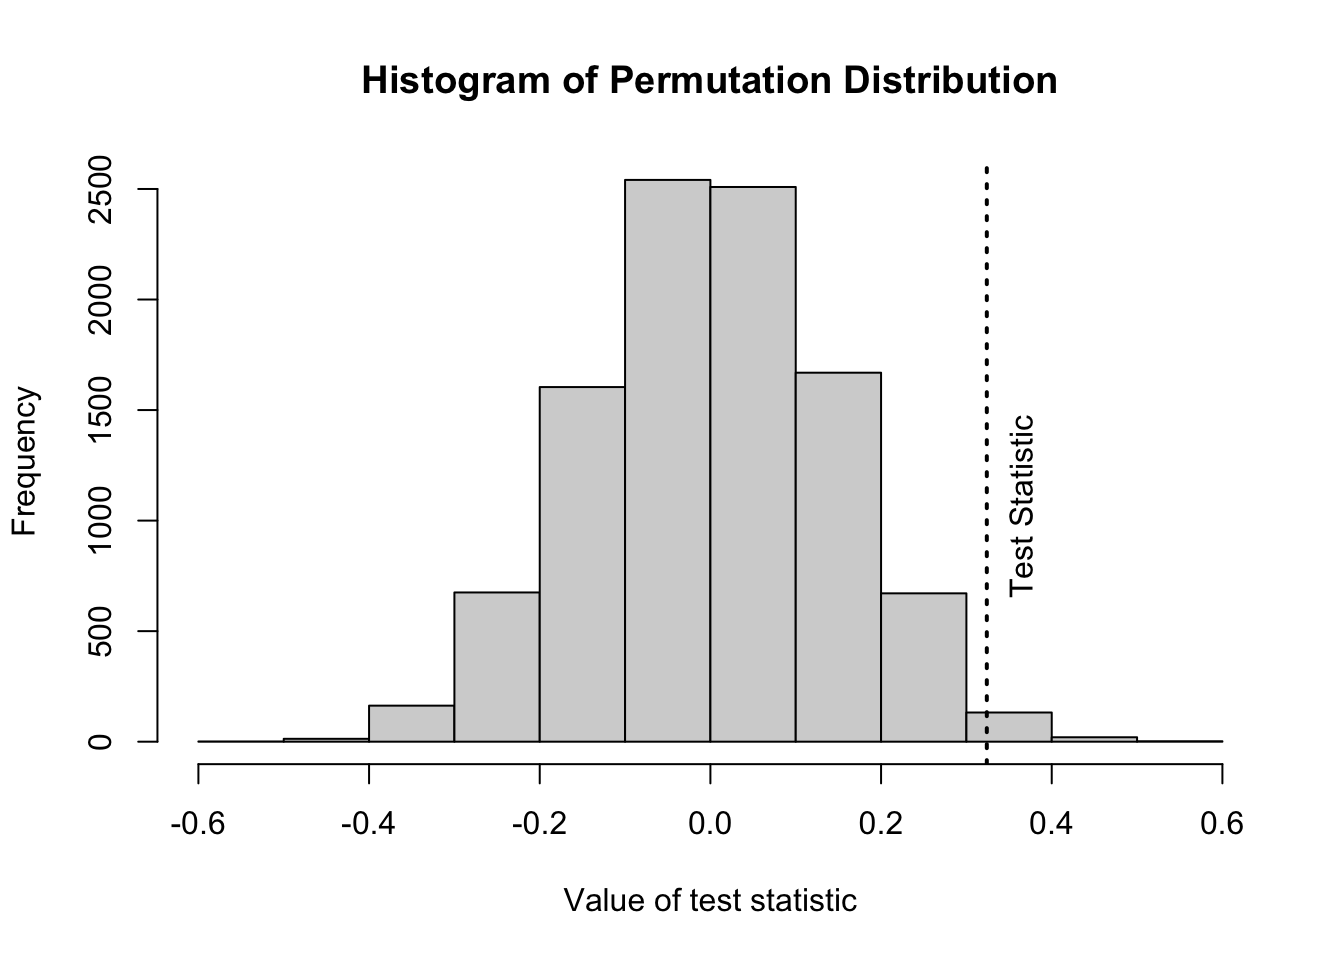 Histogram of Permutation Distribution
Frequency
2500
2000
1500
1000
500
0
Test Statistic
-0.6 -0.4 -0.2 0.0 0.2 0.4 0.6
Value of test statistic